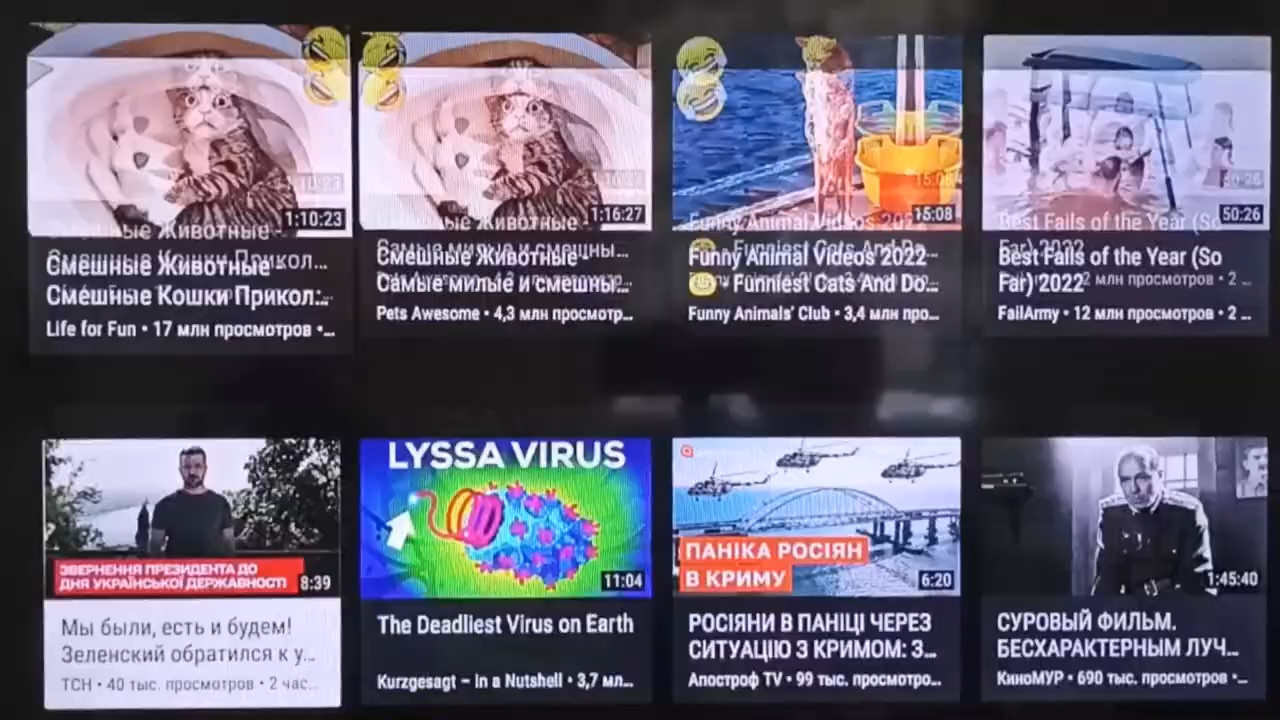 1:10:23
Смешные Животные -
Смешные Кошки Прикол...
Life for Fun • 17 млн просмотров •...
1:16:27
Смешные Животные -
Самые милые и смешны...
Pets Awesome • 4,3 млн просмотр...
15:08
Funny Animal Videos 2022 -
Funniest Cats And Do...
Funny Animals' Club • 3,4 млн про...
50:26
Best Fails of the Year (So
Far) 2022
FailArmy • 12 млн просмотров • 2 ...
ЗВЕРНЕННЯ ПРЕЗИДЕНТА ДО
ДНЯ УКРАЇНСЬКОЇ ДЕРЖАВНОСТІ
8:39
Мы были, есть и будем!
Зеленский обратился к у...
ТСН • 40 тыс. просмотров • 2 час...
LYSSA VIRUS
11:04
The Deadliest Virus on Earth
Kurzgesagt – In a Nutshell • 3,7 мл...
ПАНІКА РОСІЯН
В КРИМУ
6:20
РОСІЯНИ В ПАНІЦІ ЧЕРЕЗ
СИТУАЦІЮ З КРИМОМ: З...
Апостроф TV • 99 тыс. просмотро...
1:45:40
СУРОВЫЙ ФИЛЬМ.
БЕСХАРАКТЕРНЫМ ЛУЧ...
КиноМУР • 690 тыс. просмотров •...